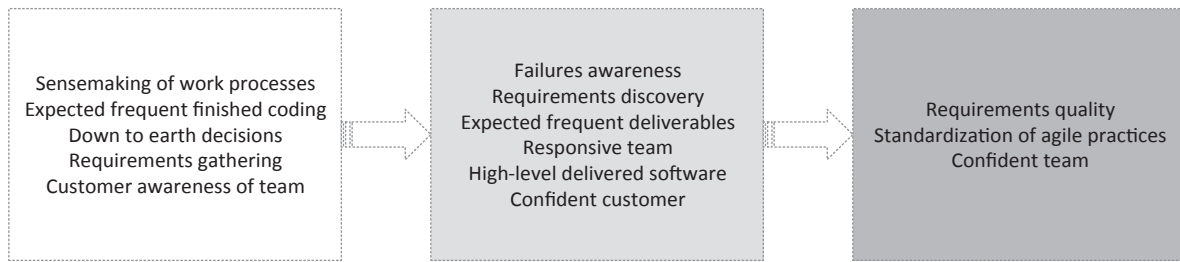 Sensemaking of work processes
Expected frequent finished coding
Down to earth decisions
Requirements gathering
Customer awareness of team
Failures awareness
Requirements discovery
Expected frequent deliverables
Responsive team
High-level delivered software
Confident customer
Requirements quality
Standardization of agile practices
Confident team